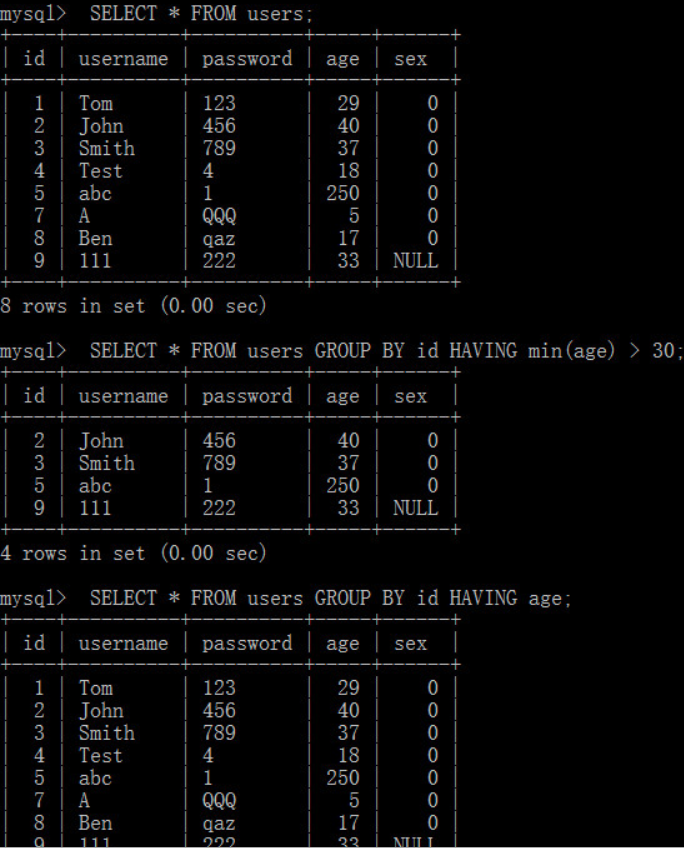 mysql>  SELECT * FROM users;
| id | username | password | age | sex |
| 1 | Tom | 123 | 29 | 0 |
| 2 | John | 456 | 40 | 0 |
| 3 | Smith | 789 | 37 | 0 |
| 4 | Test | 4 | 18 | 0 |
| 5 | abc | 1 | 250 | 0 |
| 7 | A | QQQ | 5 | 0 |
| 8 | Ben | qaz | 17 | 0 |
| 9 | 111 | 222 | 33 | NULL |
8 rows in set (0.00 sec)
mysql>  SELECT * FROM users GROUP BY id HAVING min(age) > 30;
| id | username | password | age | sex |
| 2 | John | 456 | 40 | 0 |
| 3 | Smith | 789 | 37 | 0 |
| 5 | abc | 1 | 250 | 0 |
| 9 | 111 | 222 | 33 | NULL |
4 rows in set (0.00 sec)
mysql>  SELECT * FROM users GROUP BY id HAVING age;
| id | username | password | age | sex |
| 1 | Tom | 123 | 29 | 0 |
| 2 | John | 456 | 40 | 0 |
| 3 | Smith | 789 | 37 | 0 |
| 4 | Test | 4 | 18 | 0 |
| 5 | abc | 1 | 250 | 0 |
| 7 | A | QQQ | 5 | 0 |
| 8 | Ben | qaz | 17 | 0 |
| 9 | 111 | 222 | 33 | NULL |